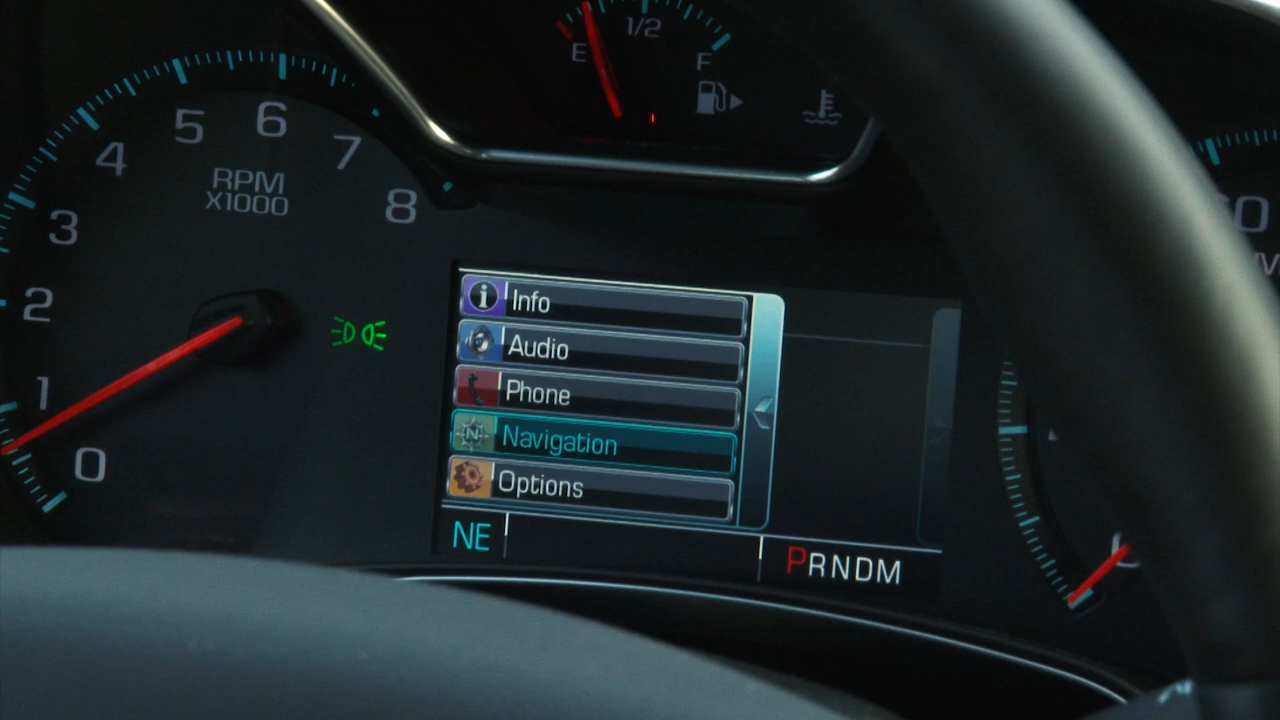 E 1/2 F
0 1 2 3 4 5 6 7 8
RPM
X1000
Info
Audio
Phone
Navigation
Options
NE
PRNDM